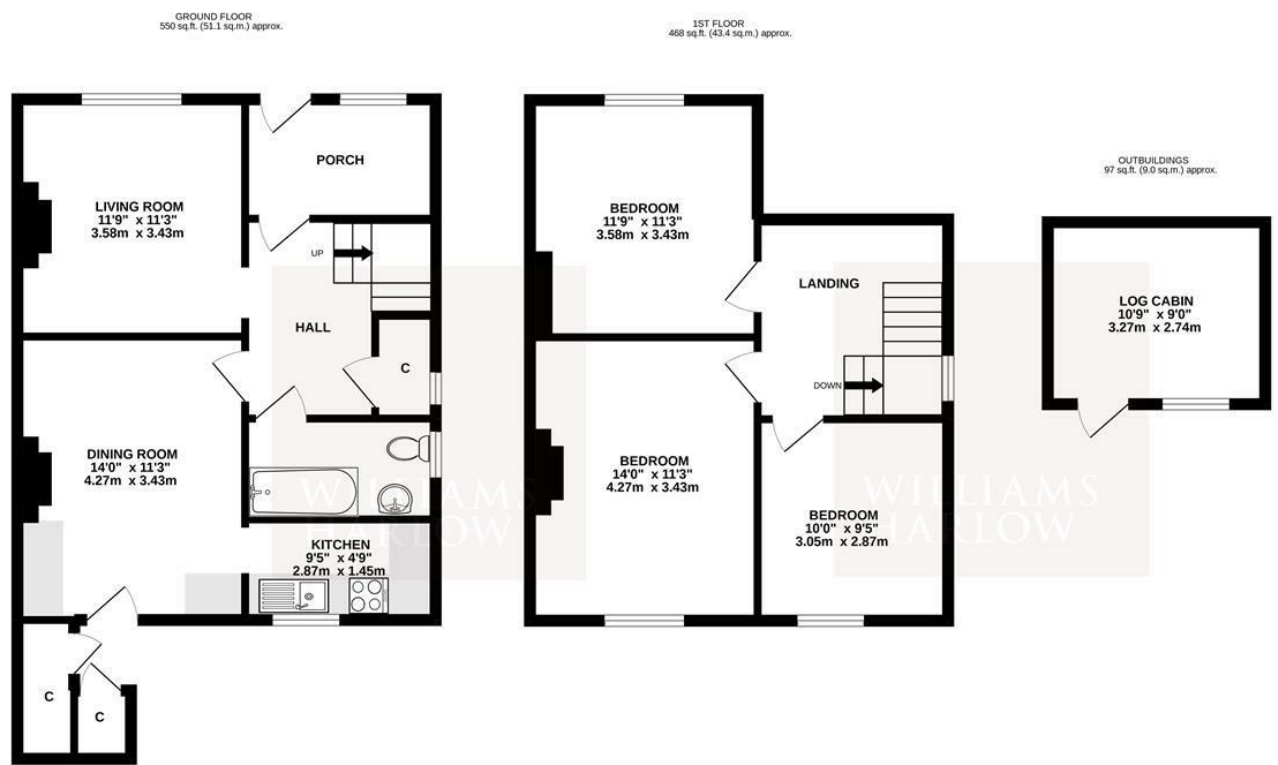 GROUND FLOOR
550 sq.ft. (51.1 sq.m.) approx.
1ST FLOOR
468 sq.ft. (43.4 sq.m.) approx.
OUTBUILDINGS
97 sq.ft. (9.0 sq.m.) approx.
PORCH
LIVING ROOM
11'9" x 11'3"
3.58m x 3.43m
UP
HALL
C
DINING ROOM
14'0" x 11'3"
4.27m x 3.43m
KITCHEN
9'5" x 4'9"
2.87m x 1.45m
C
C
BEDROOM
11'9" x 11'3"
3.58m x 3.43m
LANDING
DOWN
BEDROOM
14'0" x 11'3"
4.27m x 3.43m
BEDROOM
10'0" x 9'5"
3.05m x 2.87m
LOG CABIN
10'9" x 9'0"
3.27m x 2.74m
WILLIAMS
HARLOW
WILLIAMS
HARLOW